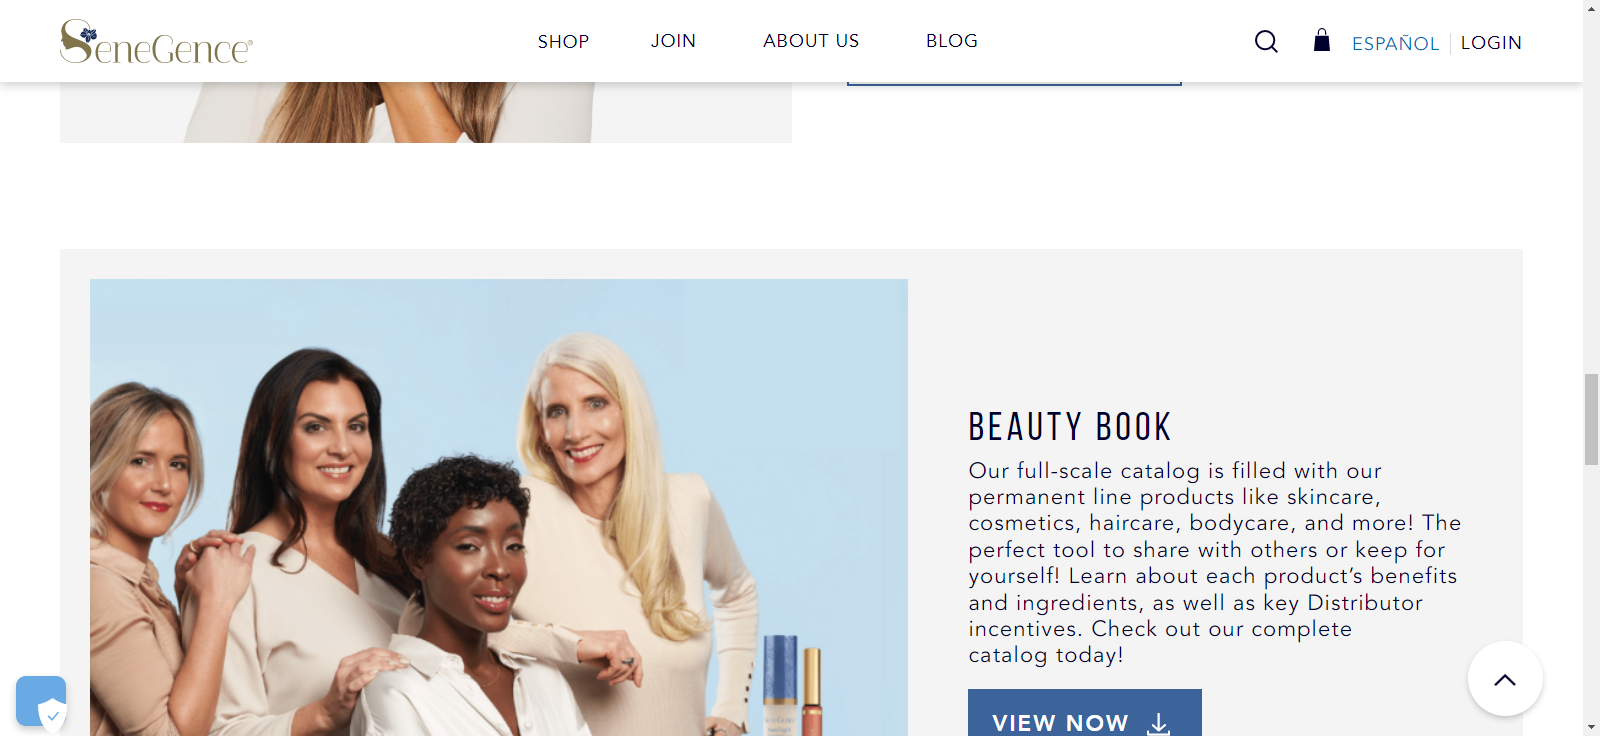 SeneGence®
SHOP
JOIN
ABOUT US
BLOG
ESPAÑOL
LOGIN
BEAUTY BOOK
Our full-scale catalog is filled with our
permanent line products like skincare,
cosmetics, haircare, bodycare, and more! The
perfect tool to share with others or keep for
yourself! Learn about each product’s benefits
and ingredients, as well as key Distributor
incentives. Check out our complete
catalog today!
VIEW NOW